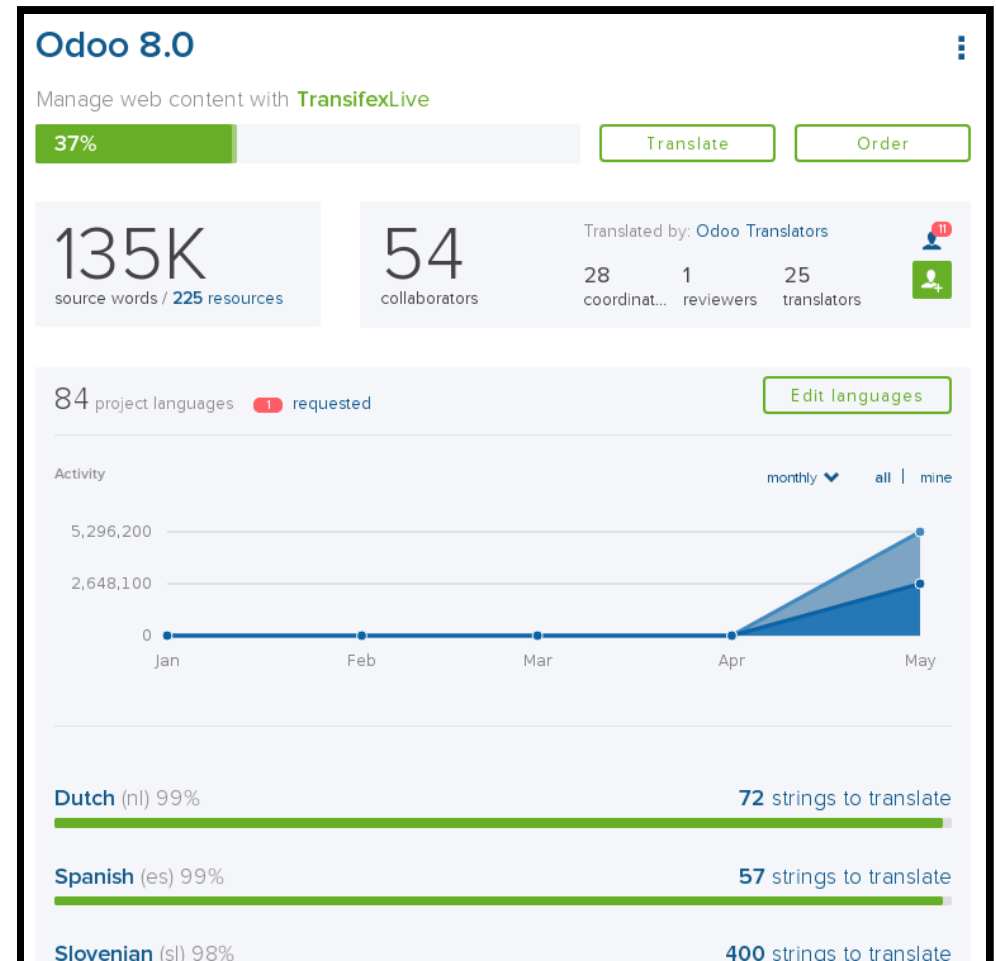 Odoo 8.0
Manage web content with TransifexLive
37%
Translate
Order
135K
source words / 225 resources
54
collaborators
Translated by: Odoo Translators
11
28
coordinat...
1
reviewers
25
translators
84 project languages 1 requested
Edit languages
Activity
monthly all | mine
5,296,200
2,648,100
0
Jan Feb Mar Apr May
Dutch (nl) 99% 72 strings to translate
Spanish (es) 99% 57 strings to translate
Slovenian (sl) 98% 400 strings to translate